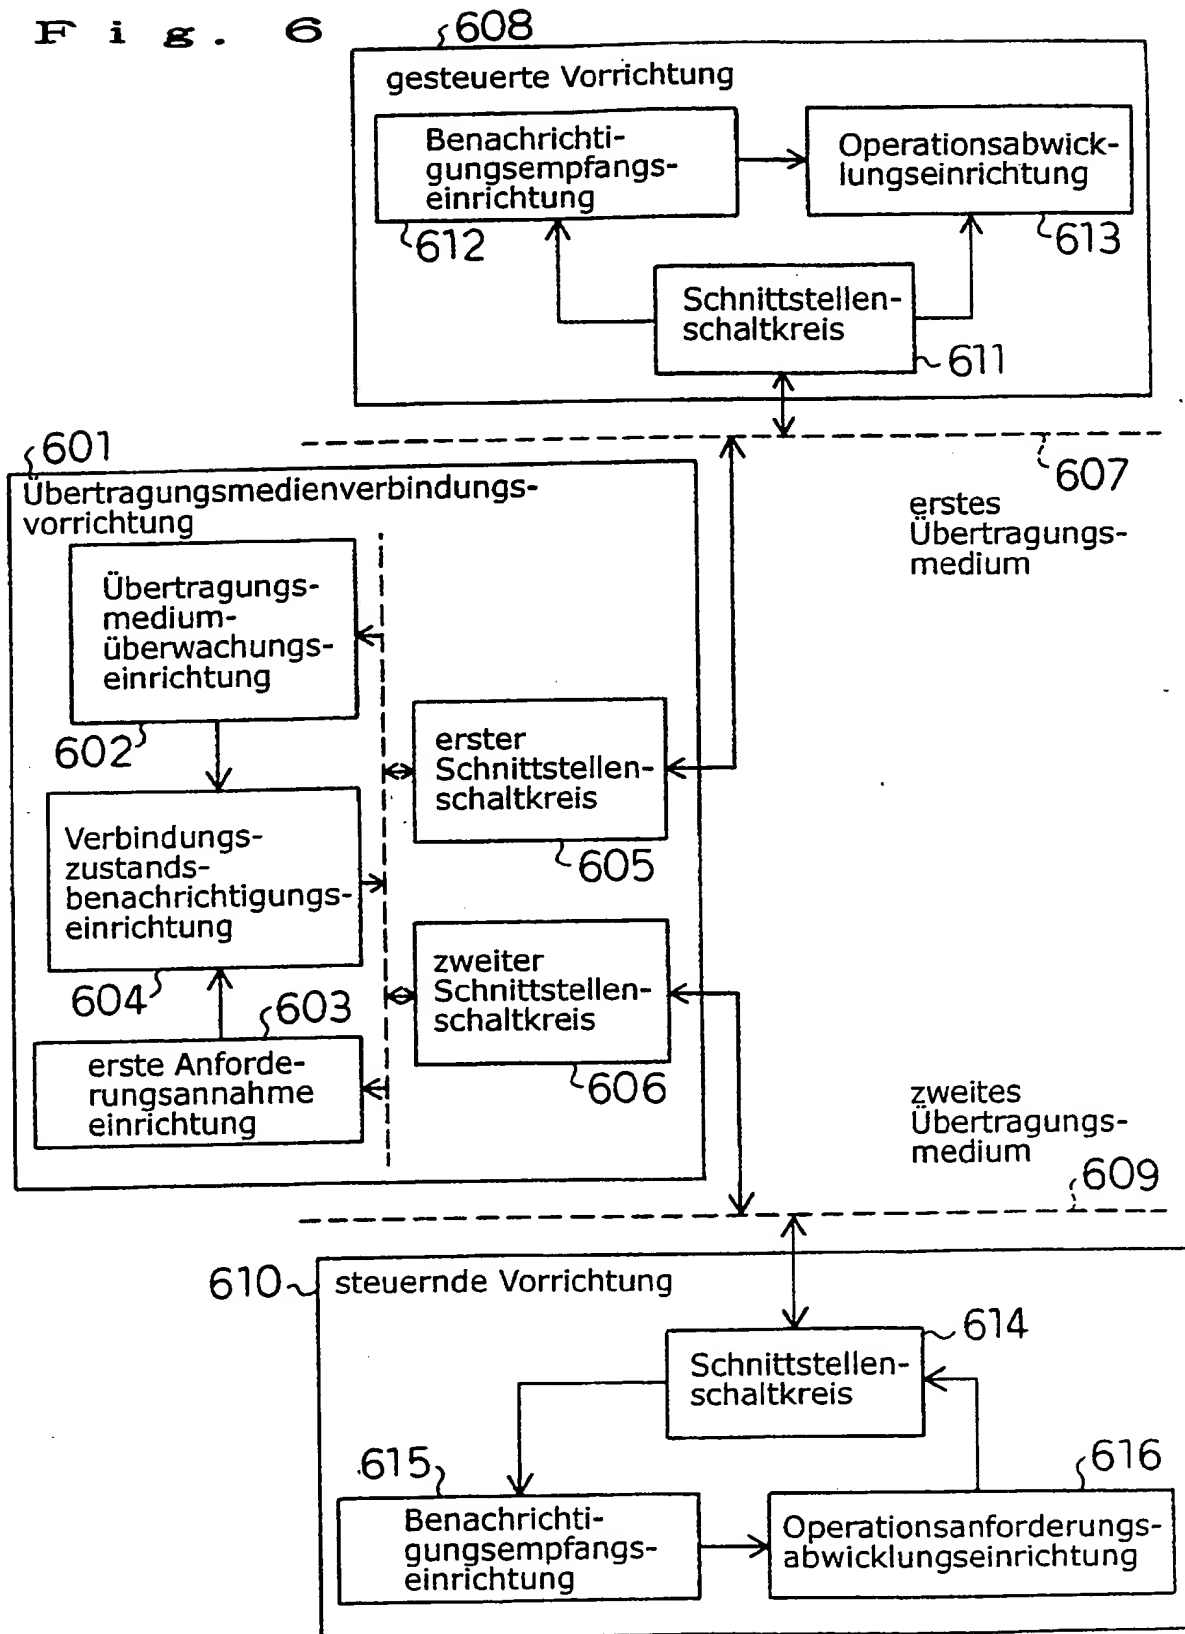 Fig. 6
608
gesteuerte Vorrichtung
Benachrichti-
gungsempfangs-
einrichtung
612
Operationsabwick-
lungseinrichtung
613
Schnittstellen-
schaltkreis
611
607
erstes
Übertragungs-
medium
601
Übertragungsmedienverbindungs-
vorrichtung
Übertragungs-
medium-
überwachungs-
einrichtung
602
erster
Schnittstellen-
schaltkreis
605
Verbindungs-
zustands-
benachrichtigungs-
einrichtung
604
zweiter
Schnittstellen-
schaltkreis
606
603
erste Anforde-
rungsannahme
einrichtung
zweites
Übertragungs-
medium
609
610
steuernde Vorrichtung
614
Schnittstellen-
schaltkreis
615
Benachrichti-
gungsempfangs-
einrichtung
616
Operationsanforderungs-
abwicklungseinrichtung